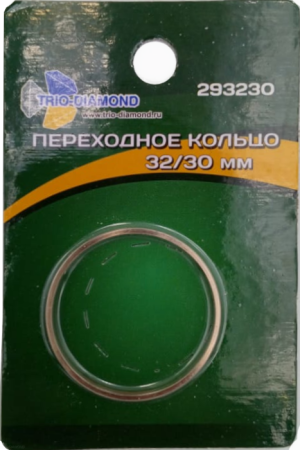 293230
TRIO-DIAMOND
www.trio-diamond.ru
ПЕРЕХОДНОЕ КОЛЬЦО
32/30 мм